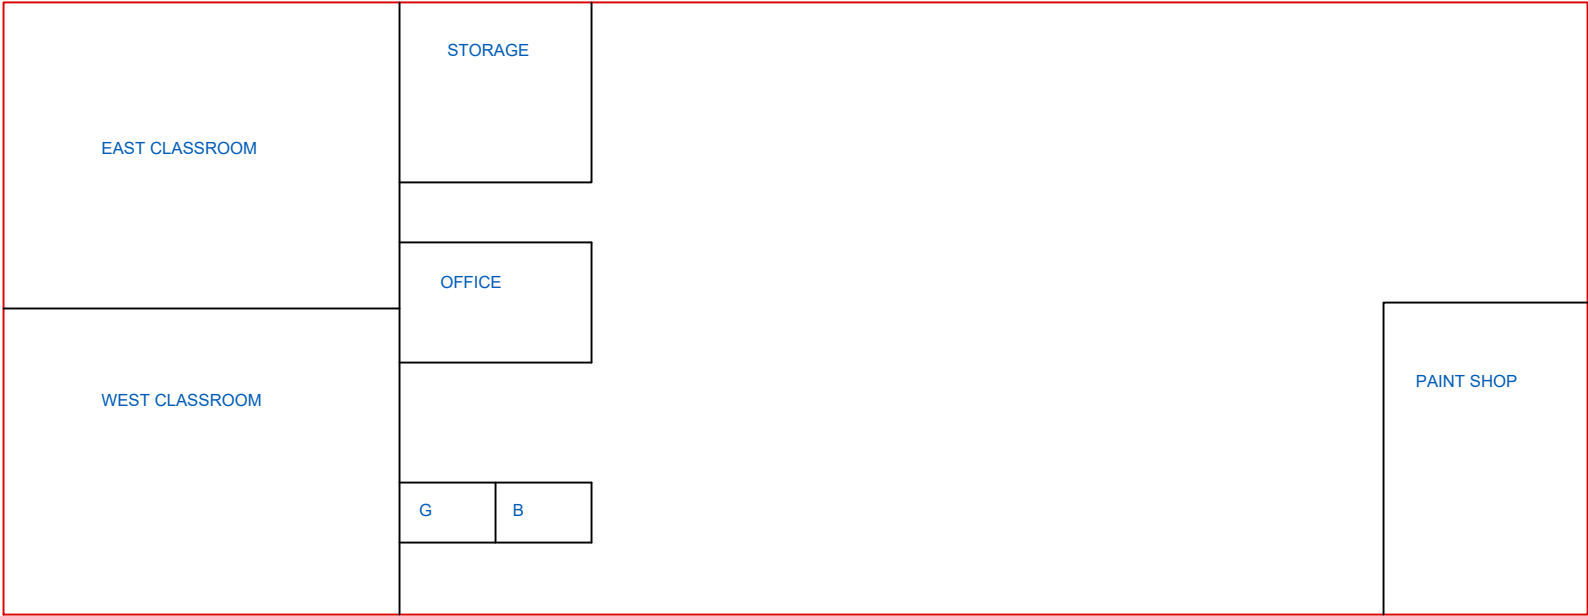 STORAGE
EAST CLASSROOM
OFFICE
WEST CLASSROOM
PAINT SHOP
G
B